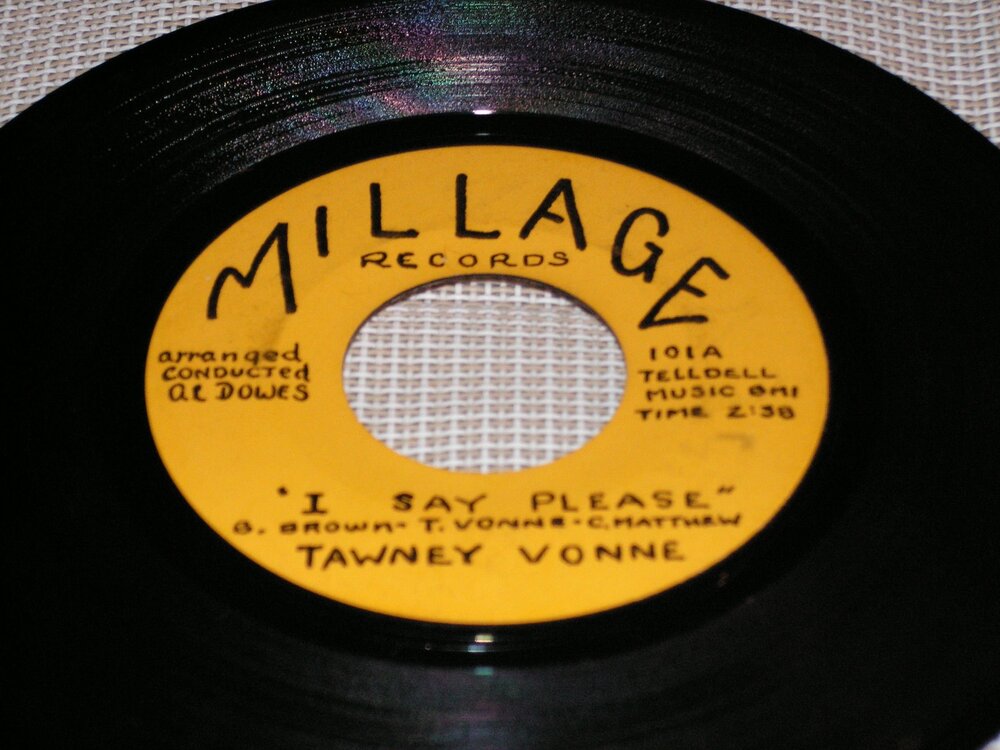 MILLAGE
RECORDS
arranged
CONDUCTED
Al DOWES
101A
TELLDELL
MUSIC BMI
TIME 2:38
"I SAY PLEASE"
G. BROWN - T. VONNE - C. MATTHEW
TAWNEY VONNE